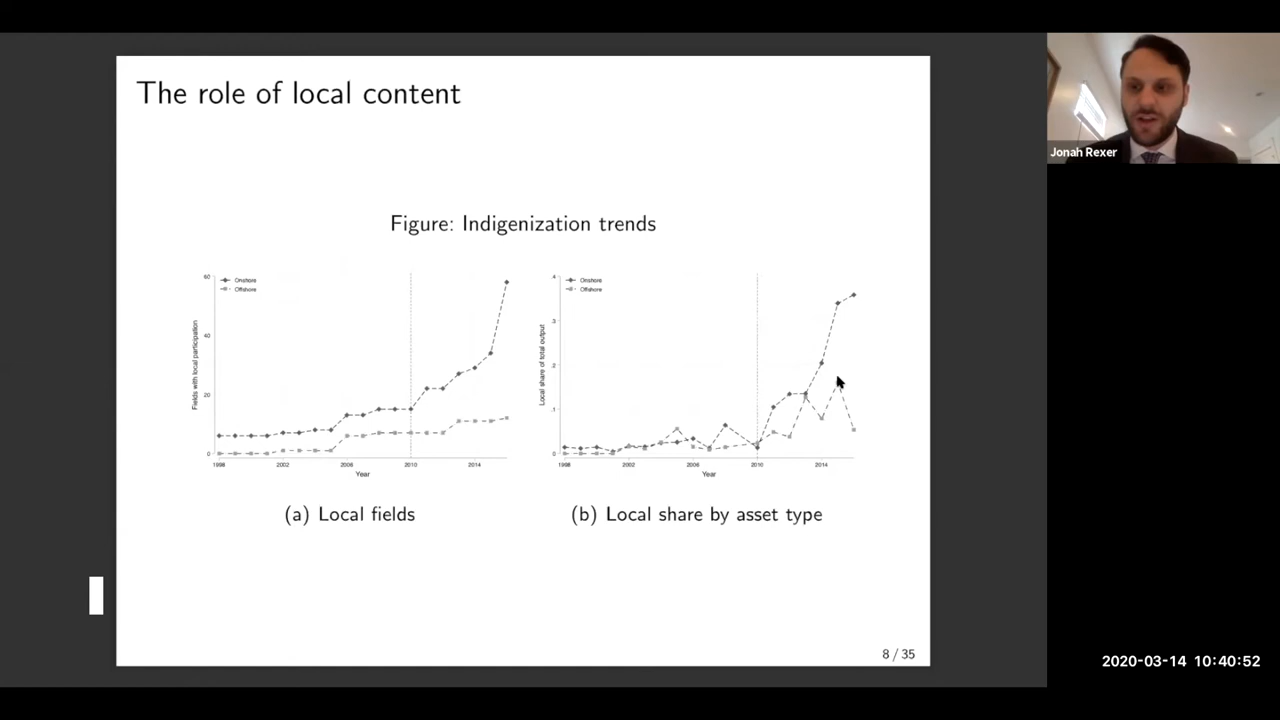 The role of local content
Jonah Rexer
Figure: Indigenization trends
Onshore
Offshore
60
40
20
0
Fields with local participation
1998
2002
2006
2010
2014
Year
Onshore
Offshore
.4
.3
.2
.1
0
Local share of total output
1998
2002
2006
2010
2014
Year
(a) Local fields
(b) Local share by asset type
8 / 35
2020-03-14 10:40:52